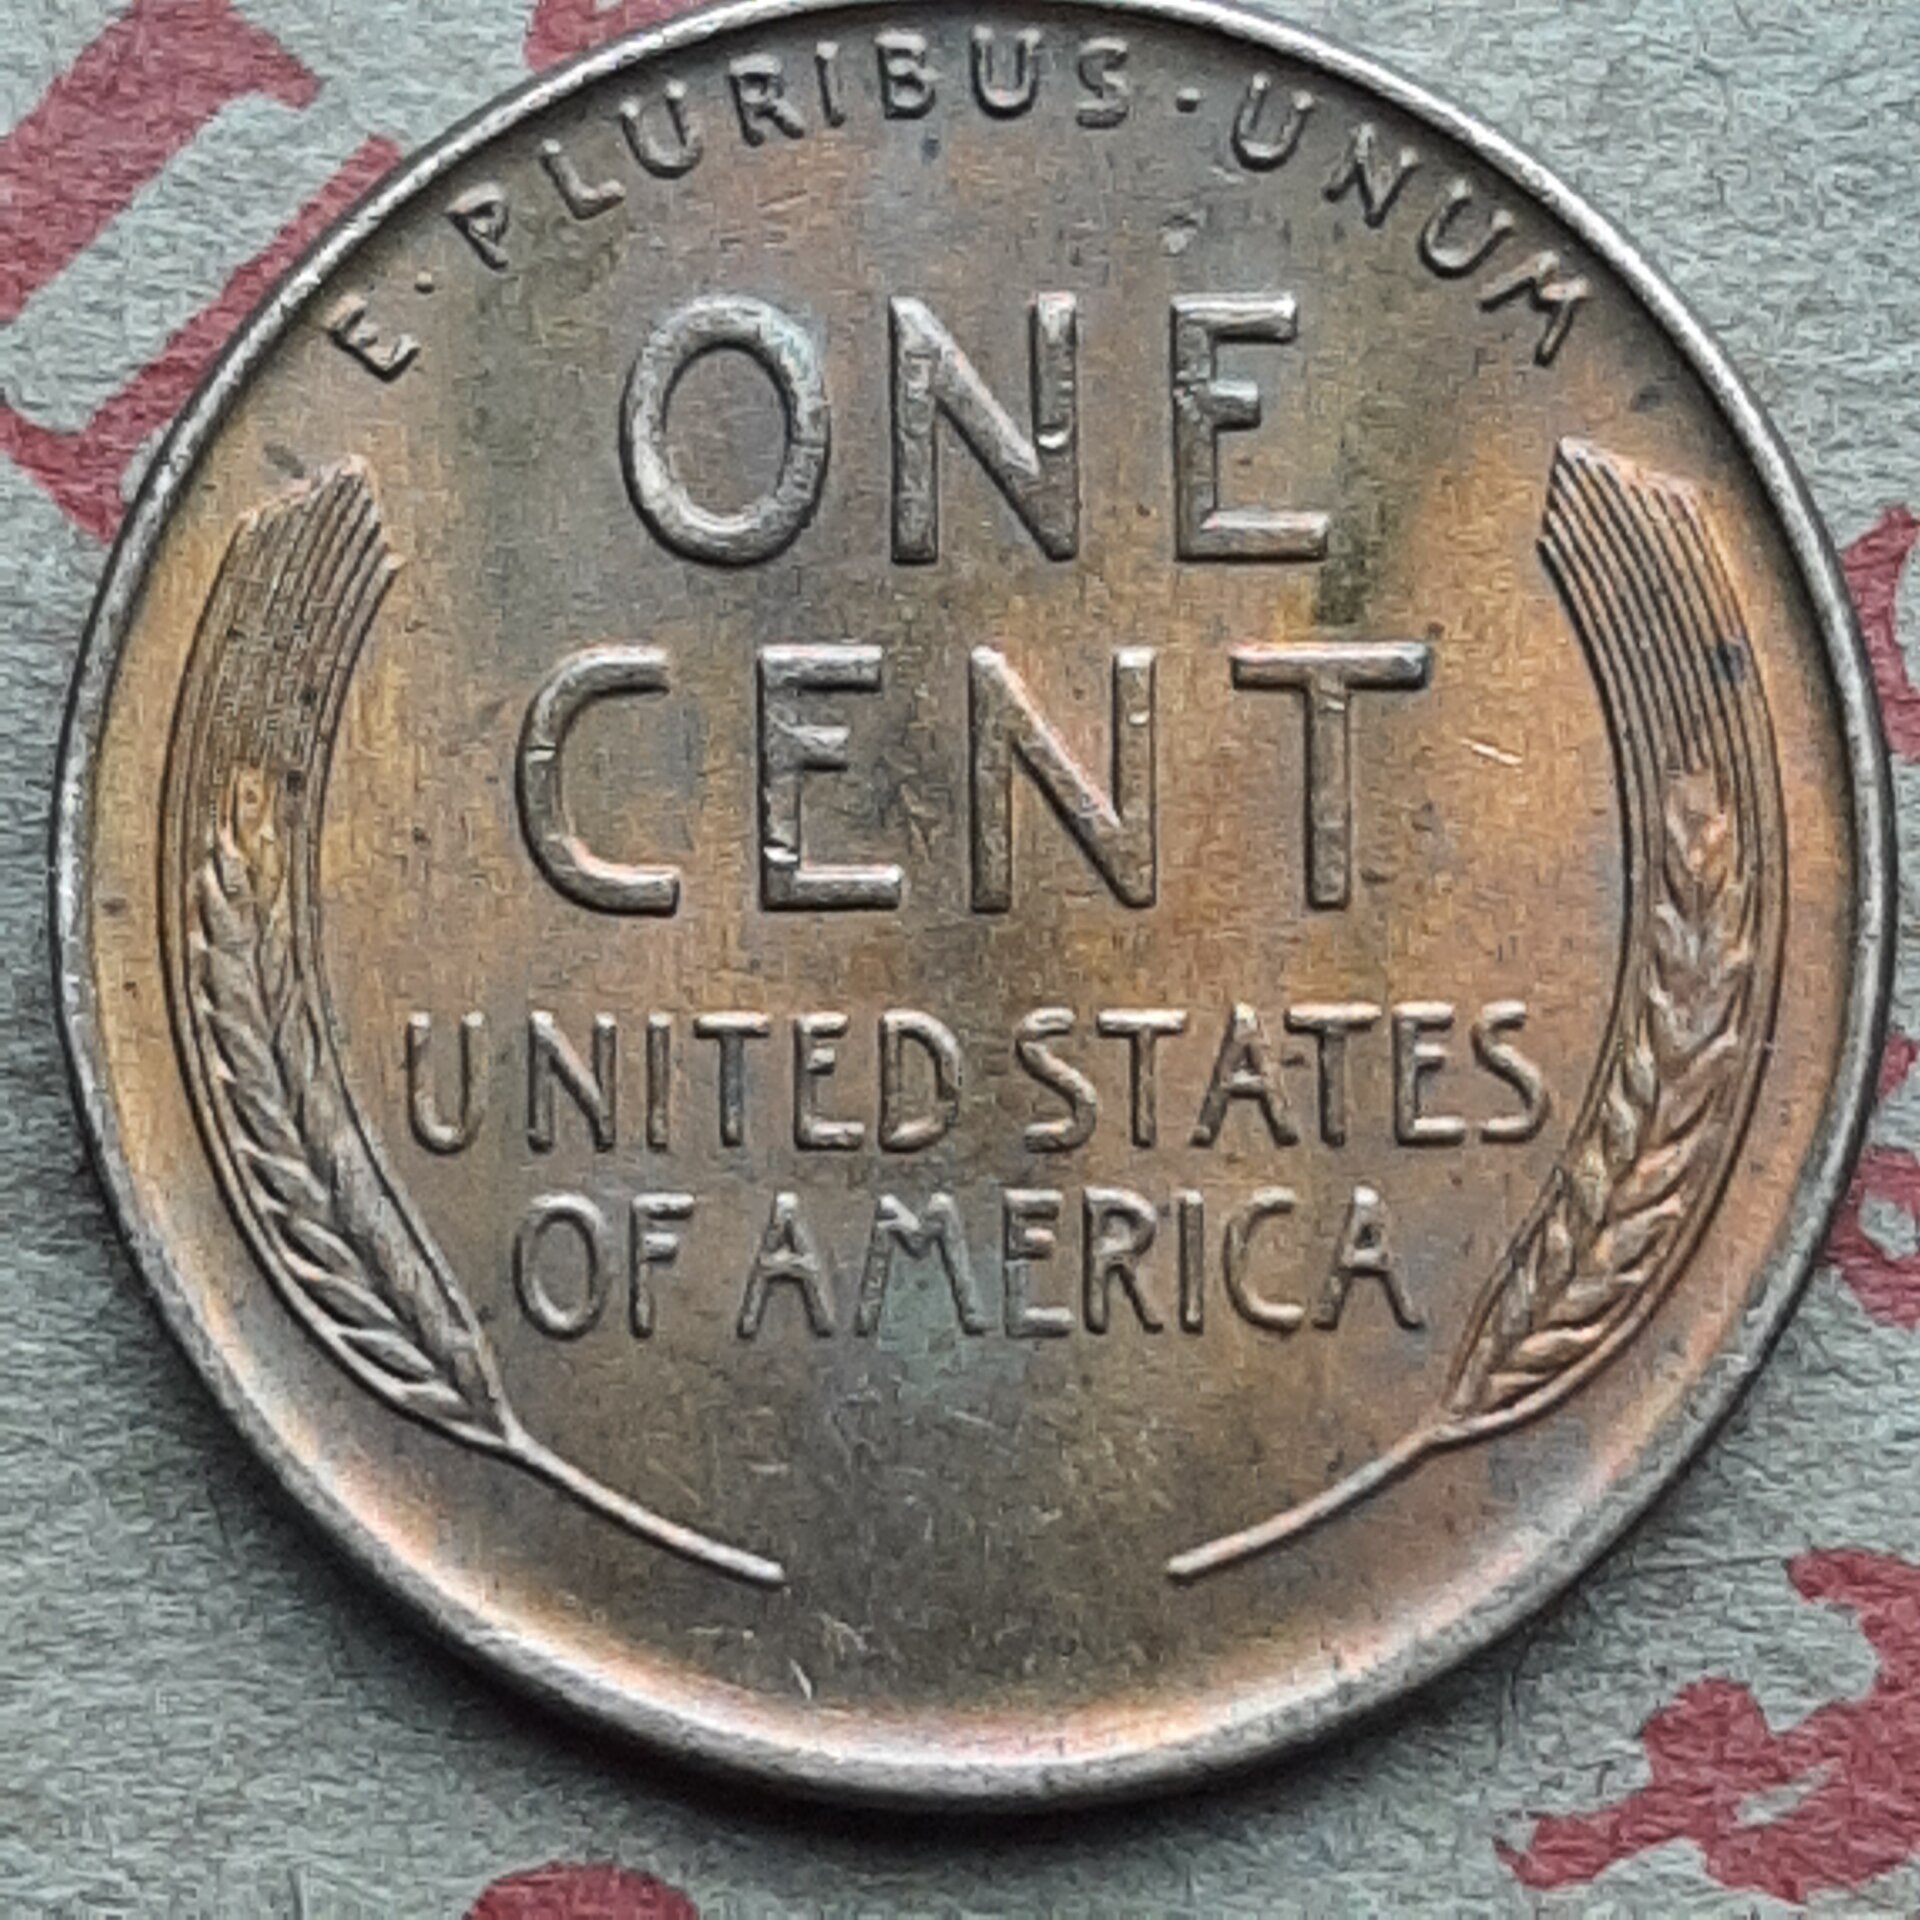 E · PLURIBUS · UNUM
ONE
CENT
UNITED STATES
OF AMERICA